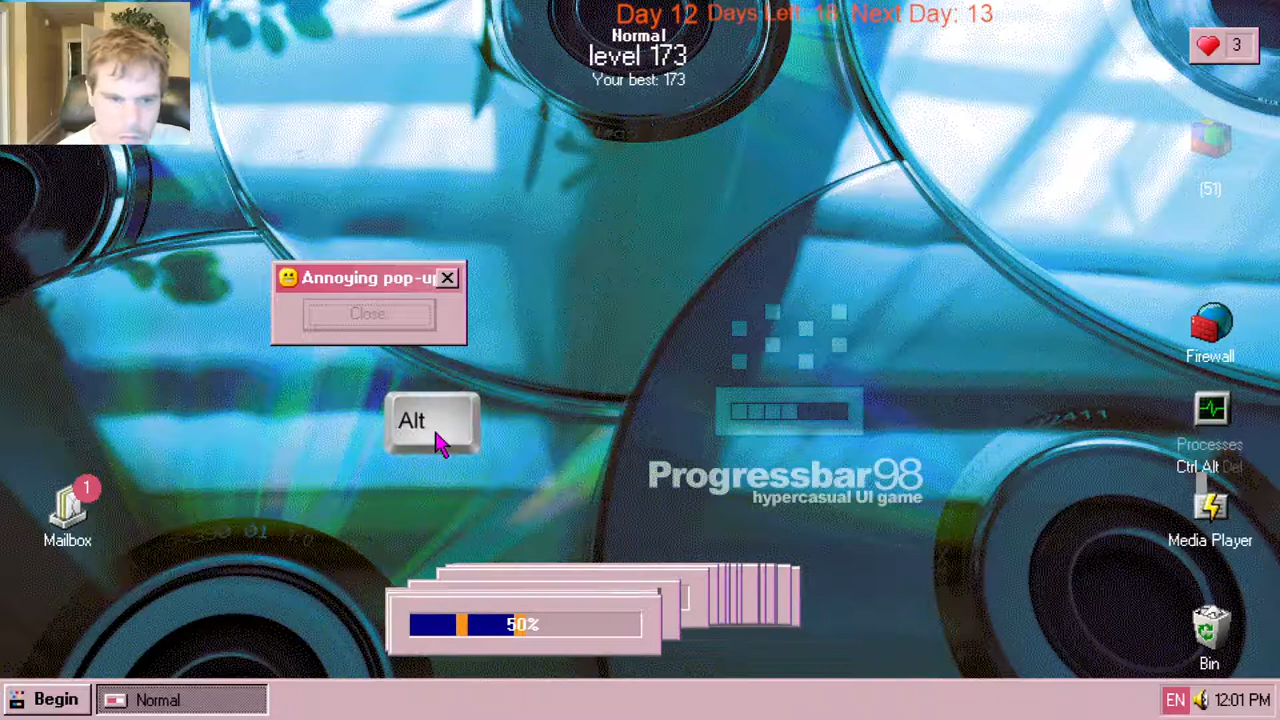 Day 12 Days Left: 18 Next Day: 13
Normal
level 173
Your best: 173
3
(51)
Annoying pop-up
Close
Firewall
Alt
Processes
Ctrl Alt Del
Progressbar98
hypercasual UI game
1
Mailbox
Media Player
50%
Bin
Begin
Normal
EN
12:01 PM